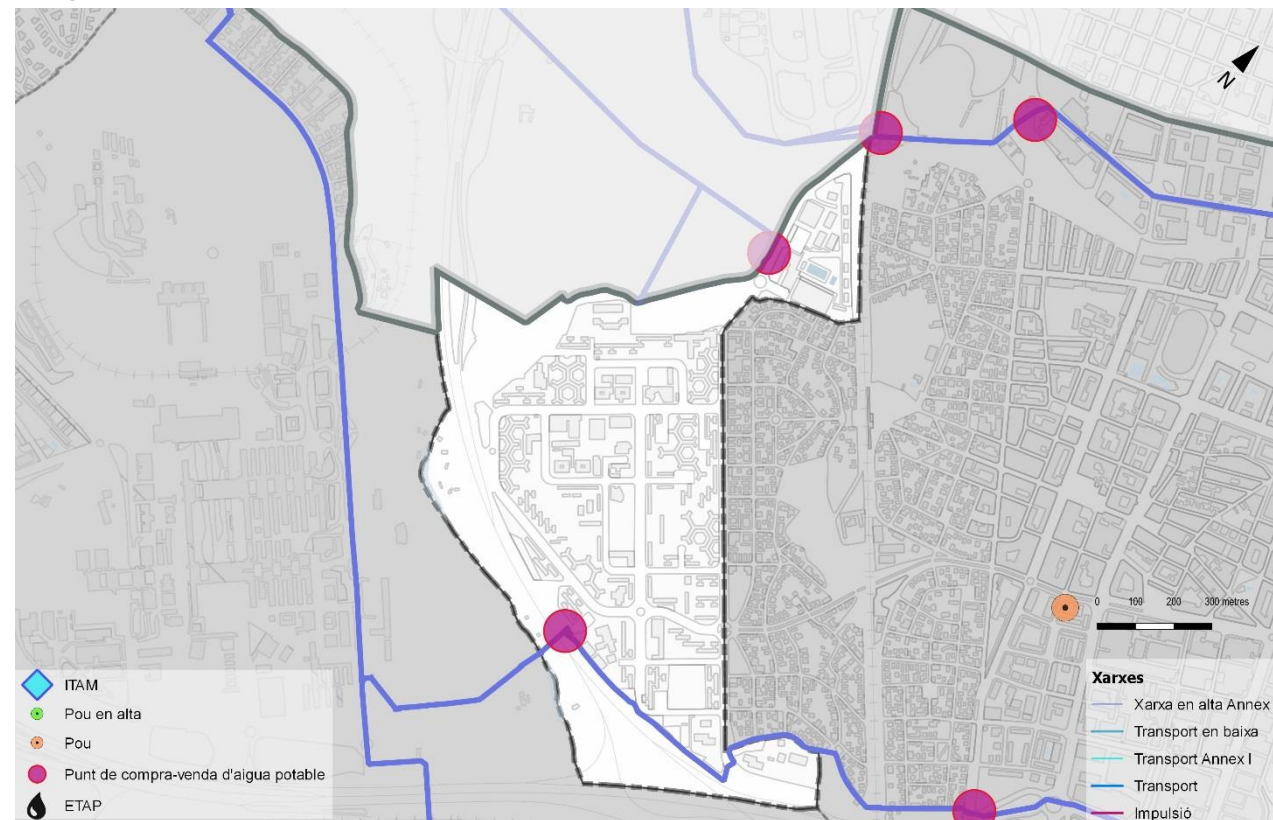 N
0 100 200 300 metres
ITAM
Pou en alta
Pou
Punt de compra-venda d'aigua potable
ETAP
Xarxes
Xarxa en alta Annex
Transport en baixa
Transport Annex I
Transport
Impulsió